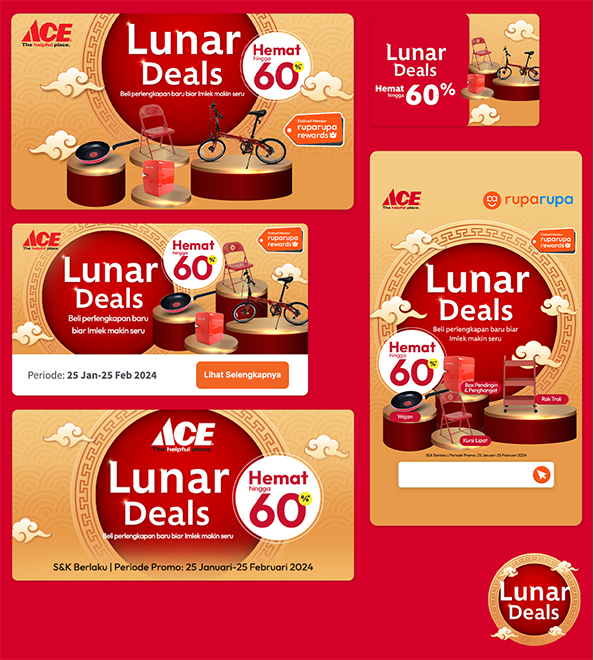 ACE
The helpful place.
Lunar
Deals
Beli perlengkapan baru biar Imlek makin seru
Hemat
hingga
60%
Eksklusif Member
ruparupa
rewards
Lunar
Deals
Hemat
hingga
60%
ACE
The helpful place.
Lunar
Deals
Beli perlengkapan baru
biar Imlek makin seru
Hemat
hingga
60%
Eksklusif Member
ruparupa
rewards
Periode: 25 Jan-25 Feb 2024
Lihat Selengkapnya
ACE
The helpful place.
Lunar
Deals
Beli perlengkapan baru biar Imlek makin seru
Hemat
hingga
60%
S&K Berlaku | Periode Promo: 25 Januari-25 Februari 2024
ACE
The helpful place.
ruparupa
Eksklusif Member
ruparupa
rewards
Lunar
Deals
Beli perlengkapan baru biar
Imlek makin seru
Hemat
hingga
60%
Box Pendingin
& Penghangat
Wajan
Rak Troli
Kursi Lipat
S&K Berlaku | Periode Promo: 25 Januari-25 Februari 2024
Lunar
Deals